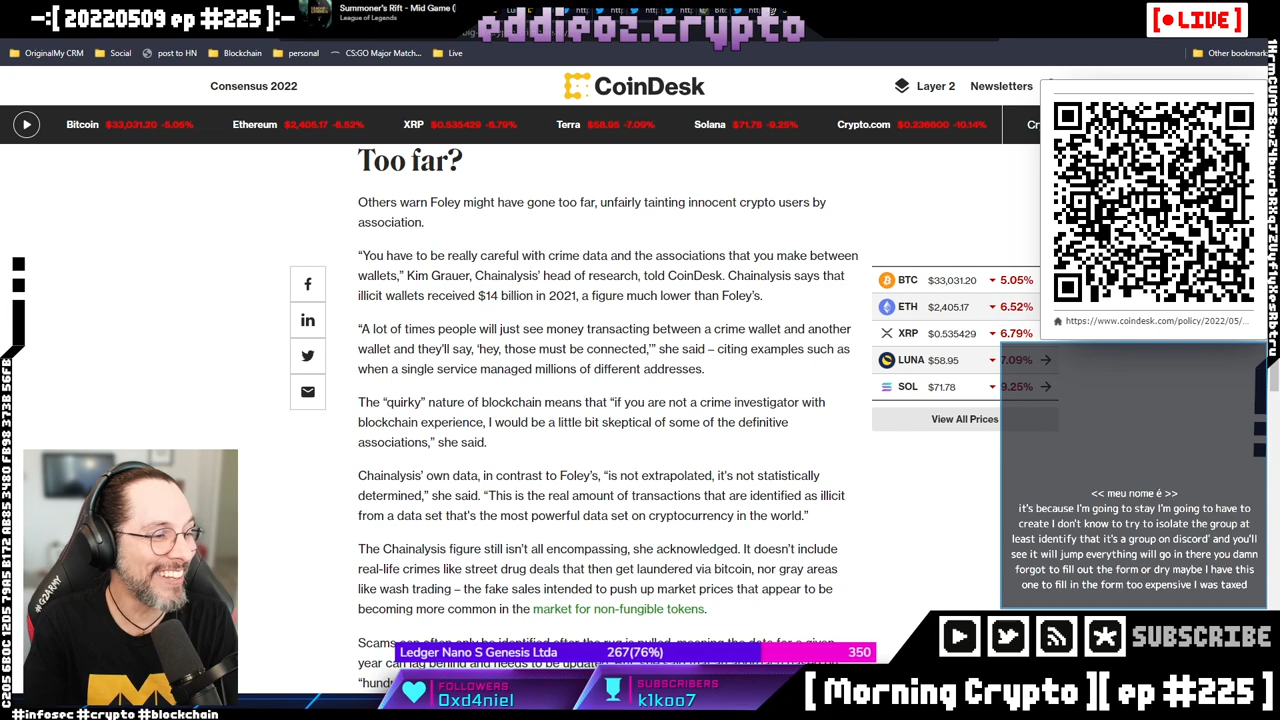 -:[ 20220509 ep #225 ]:-
Summoner's Rift - Mid Game (
League of Legends
eddieoz.crypto
[● LIVE]
OriginalMy CRM
Social
post to HN
Blockchain
personal
CS:GO Major Match...
Live
Other bookmark
Consensus 2022
CoinDesk
Layer 2
Newsletters
Bitcoin $33,031.20 -5.05%
Ethereum $2,405.17 -6.52%
XRP $0.535429 -6.79%
Terra $58.95 -7.09%
Solana $71.78 -9.25%
Crypto.com $0.236600 -10.14%
Too far?
Others warn Foley might have gone too far, unfairly tainting innocent crypto users by
association.
“You have to be really careful with crime data and the associations that you make between
wallets,” Kim Grauer, Chainalysis’ head of research, told CoinDesk. Chainalysis says that
illicit wallets received $14 billion in 2021, a figure much lower than Foley’s.
“A lot of times people will just see money transacting between a crime wallet and another
wallet and they’ll say, ‘hey, those must be connected,’” she said – citing examples such as
when a single service managed millions of different addresses.
The “quirky” nature of blockchain means that “if you are not a crime investigator with
blockchain experience, I would be a little bit skeptical of some of the definitive
associations,” she said.
Chainalysis’ own data, in contrast to Foley’s, “is not extrapolated, it’s not statistically
determined,” she said. “This is the real amount of transactions that are identified as illicit
from a data set that’s the most powerful data set on cryptocurrency in the world.”
The Chainalysis figure still isn’t all encompassing, she acknowledged. It doesn’t include
real-life crimes like street drug deals that then get laundered via bitcoin, nor gray areas
like wash trading – the fake sales intended to push up market prices that appear to be
becoming more common in the market for non-fungible tokens.
BTC $33,031.20 5.05%
ETH $2,405.17 6.52%
XRP $0.535429 6.79%
LUNA $58.95 7.09%
SOL $71.78 9.25%
View All Prices
https://www.coindesk.com/policy/2022/05/...
<< meu nome é >>
it's because I'm going to stay I'm going to have to
create I don't know to try to isolate the group at
least identify that it's a group on discord' and you'll
see it will jump everything will go in there you damn
forgot to fill out the form or dry maybe I have this
one to fill in the form too expensive I was taxed
Ledger Nano S Genesis Ltda 267(76%) 350
FOLLOWERS
0xd4niel
SUBSCRIBERS
k1koo7
SUBSCRIBE
[ Morning Crypto ][ ep #225 ]
#infosec #crypto #blockchain